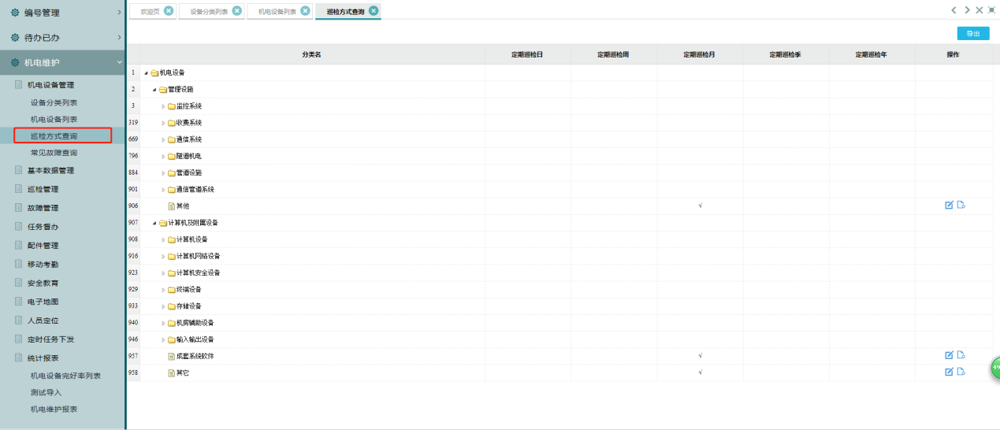 编号管理
待办已办
机电维护
机电设备管理
设备分类列表
机电设备列表
巡检方式查询
常见故障查询
基本数据管理
巡检管理
故障管理
任务督办
配件管理
移动考勤
安全教育
电子地图
人员定位
定时任务下发
统计报表
机电设备完好率列表
测试导入
机电维护报表
欢迎页 设备分类列表 机电设备列表 巡检方式查询
导出
分类名 定期巡检日 定期巡检周 定期巡检月 定期巡检季 定期巡检年 操作
1 机电设备
2 管理设施
3 监控系统
319 收费系统
669 通信系统
796 隧道机电
884 管道设施
901 通信管道系统
906 其他 √
907 计算机及附属设备
908 计算机设备
916 计算机网络设备
923 计算机安全设备
929 终端设备
933 存储设备
940 机房辅助设备
946 输入输出设备
957 成套系统软件 √
958 其它 √